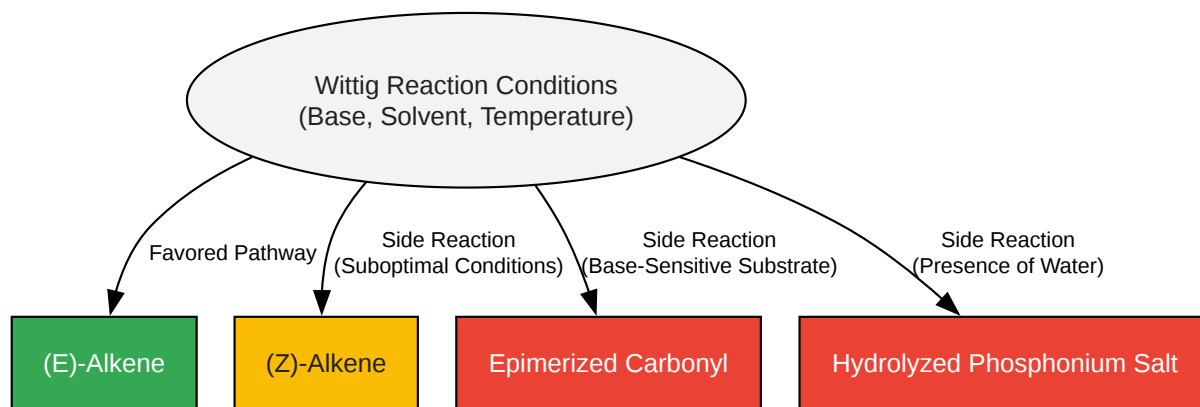 Wittig Reaction Conditions
(Base, Solvent, Temperature)
Favored Pathway
Side Reaction
(Suboptimal Conditions)
Side Reaction
(Base-Sensitive Substrate)
Side Reaction
(Presence of Water)
(E)-Alkene
(Z)-Alkene
Epimerized Carbonyl
Hydrolyzed Phosphonium Salt